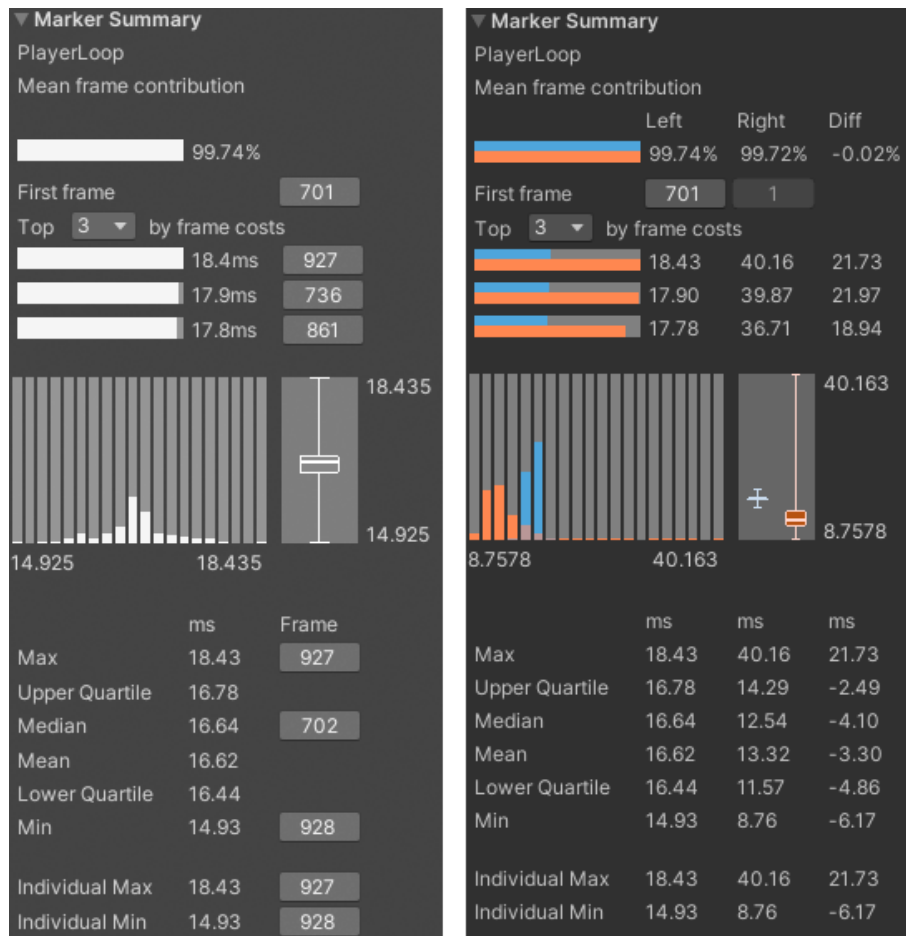 Marker Summary
PlayerLoop
Mean frame contribution
99.74%
First frame 701
Top 3 by frame costs
18.4ms 927
17.9ms 736
17.8ms 861
18.435
14.925
14.925 18.435
ms Frame
Max 18.43 927
Upper Quartile 16.78
Median 16.64 702
Mean 16.62
Lower Quartile 16.44
Min 14.93 928
Individual Max 18.43 927
Individual Min 14.93 928
Marker Summary
PlayerLoop
Mean frame contribution
Left Right Diff
99.74% 99.72% -0.02%
First frame 701 1
Top 3 by frame costs
18.43 40.16 21.73
17.90 39.87 21.97
17.78 36.71 18.94
40.163
8.7578
8.7578 40.163
ms ms ms
Max 18.43 40.16 21.73
Upper Quartile 16.78 14.29 -2.49
Median 16.64 12.54 -4.10
Mean 16.62 13.32 -3.30
Lower Quartile 16.44 11.57 -4.86
Min 14.93 8.76 -6.17
Individual Max 18.43 40.16 21.73
Individual Min 14.93 8.76 -6.17